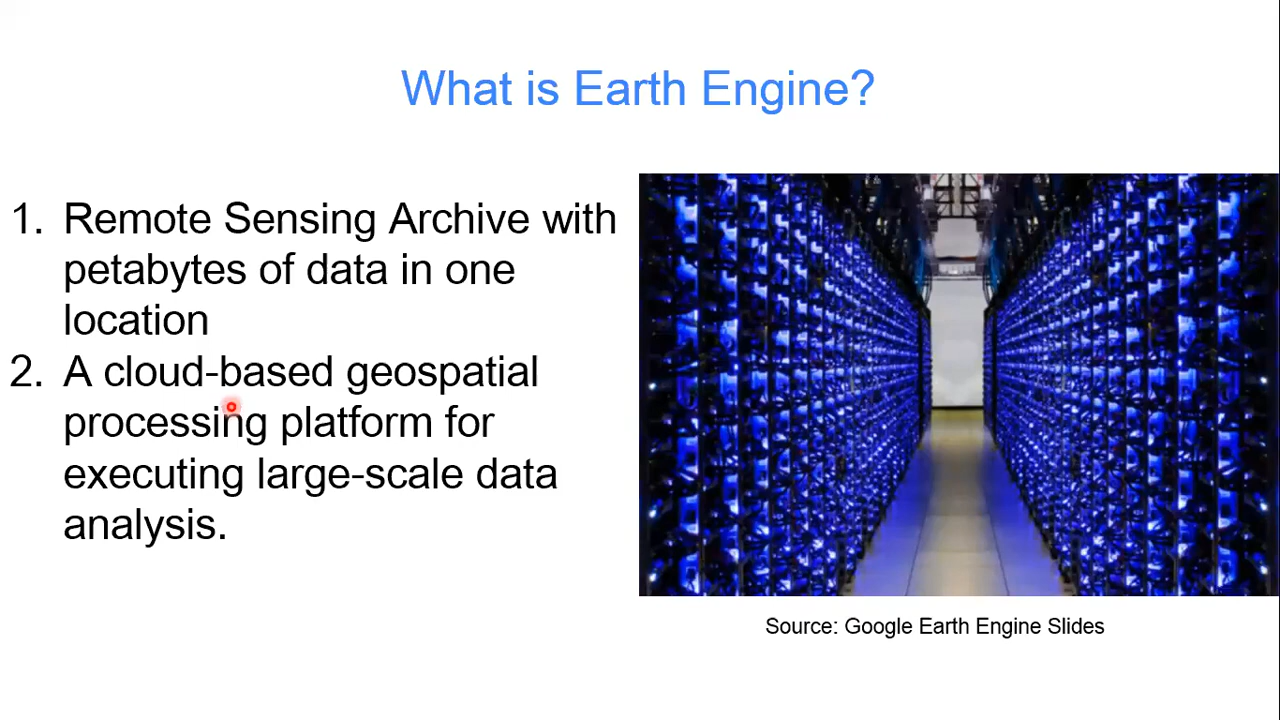 What is Earth Engine?
1. Remote Sensing Archive with
petabytes of data in one
location
2. A cloud-based geospatial
processing platform for
executing large-scale data
analysis.
Source: Google Earth Engine Slides